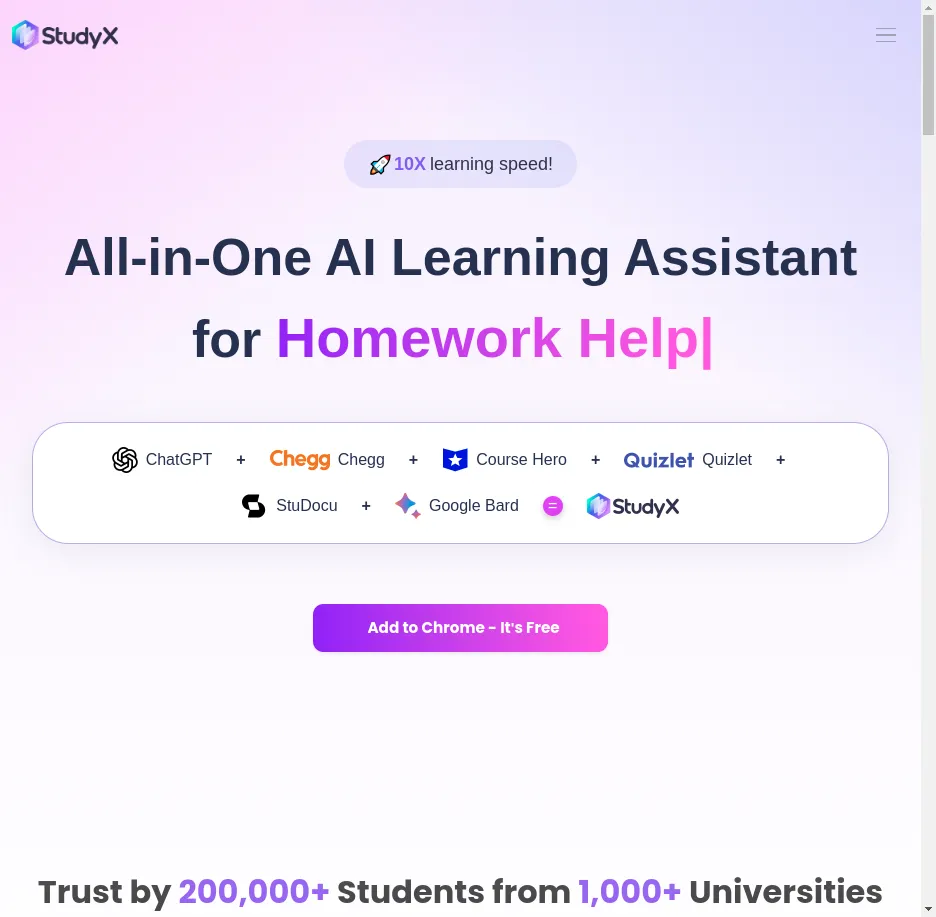 StudyX
10X learning speed!
All-in-One AI Learning Assistant
for Homework Help|
ChatGPT + Chegg Chegg + Course Hero + Quizlet Quizlet +
StuDocu + Google Bard = StudyX
Add to Chrome - It's Free
Trust by 200,000+ Students from 1,000+ Universities